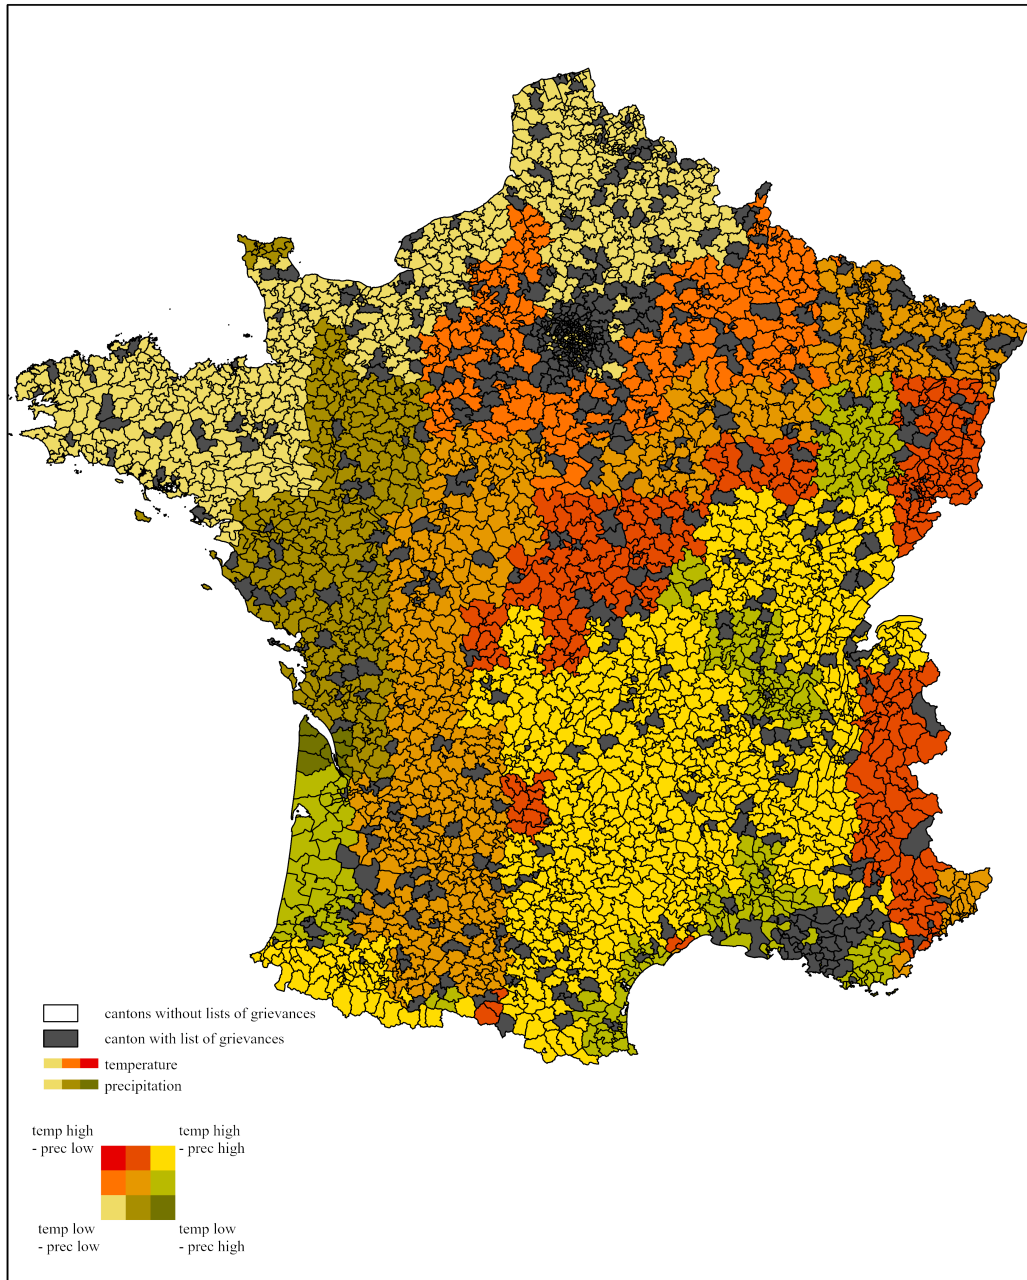 cantons without lists of grievances
canton with list of grievances
temperature
precipitation
temp high
- prec low
temp high
- prec high
temp low
- prec low
temp low
- prec high